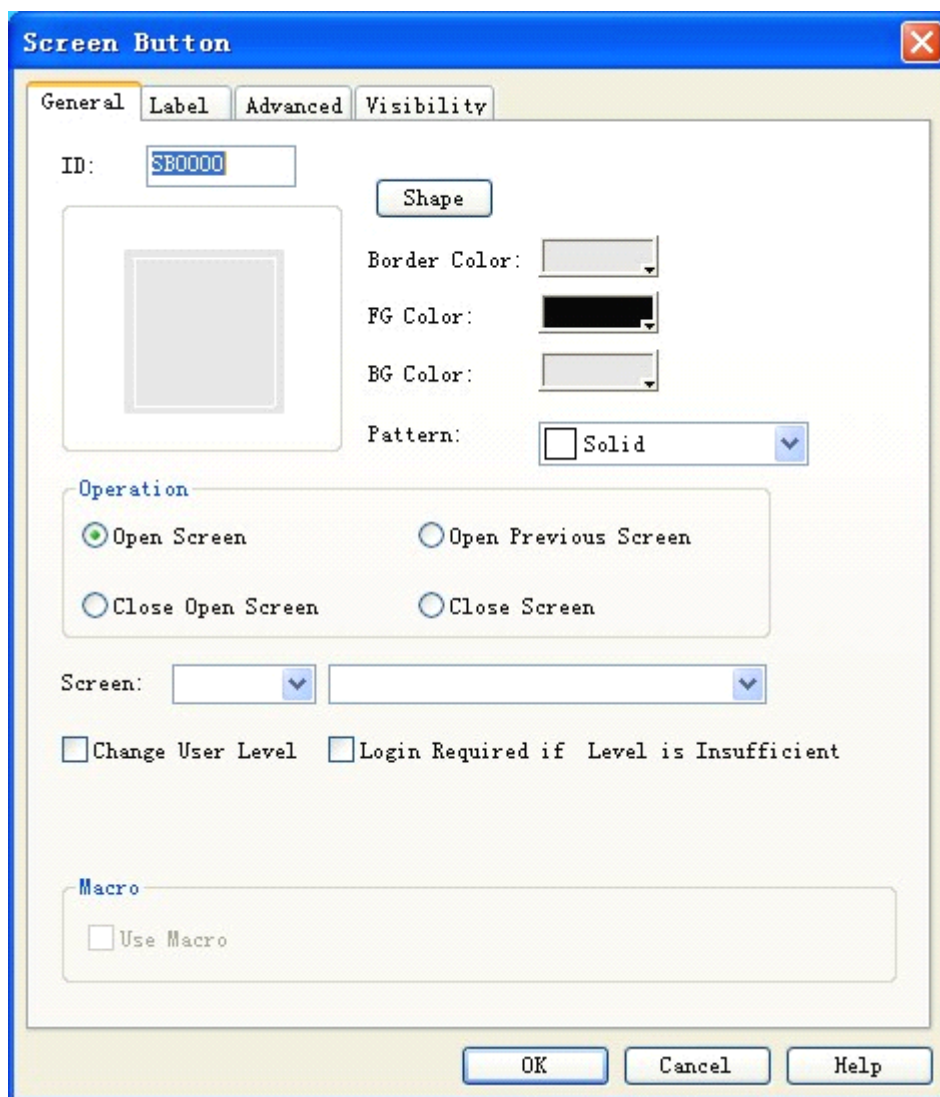 Screen Button
General Label Advanced Visibility
ID: SB0000
Shape
Border Color:
FG Color:
BG Color:
Pattern: Solid
Operation
Open Screen Open Previous Screen
Close Open Screen Close Screen
Screen:
Change User Level Login Required if Level is Insufficient
Macro
Use Macro
OK Cancel Help